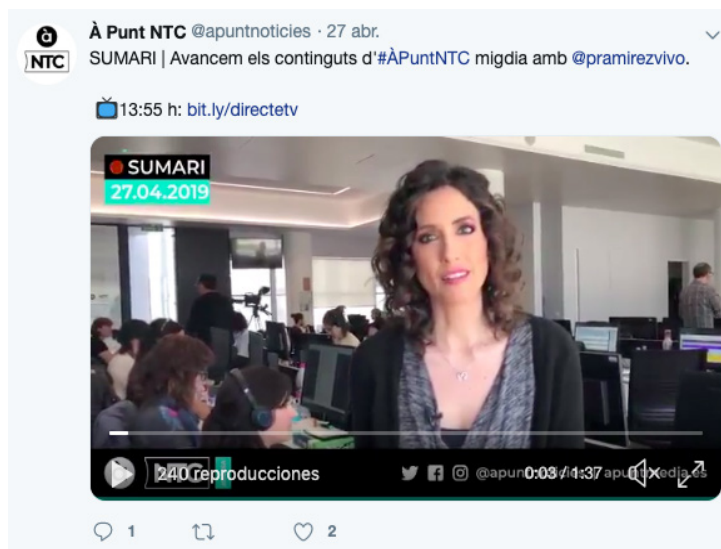 À Punt NTC @apuntnoticies · 27 abr.
à
NTC
SUMARI | Avancem els continguts d'#ÀPuntNTC migdia amb @pramirezvivo.
13:55 h: bit.ly/directetv
SUMARI
27.04.2019
240 reproducciones
0:03 / 1:37
1
2